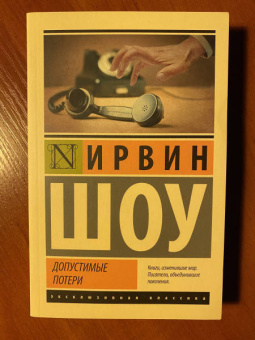 N
ИРВИН
ШОУ
ДОПУСТИМЫЕ
ПОТЕРИ
Книги, изменившие мир.
Писатели, объединившие
поколения.
ЭКСКЛЮЗИВНАЯ КЛАССИКА